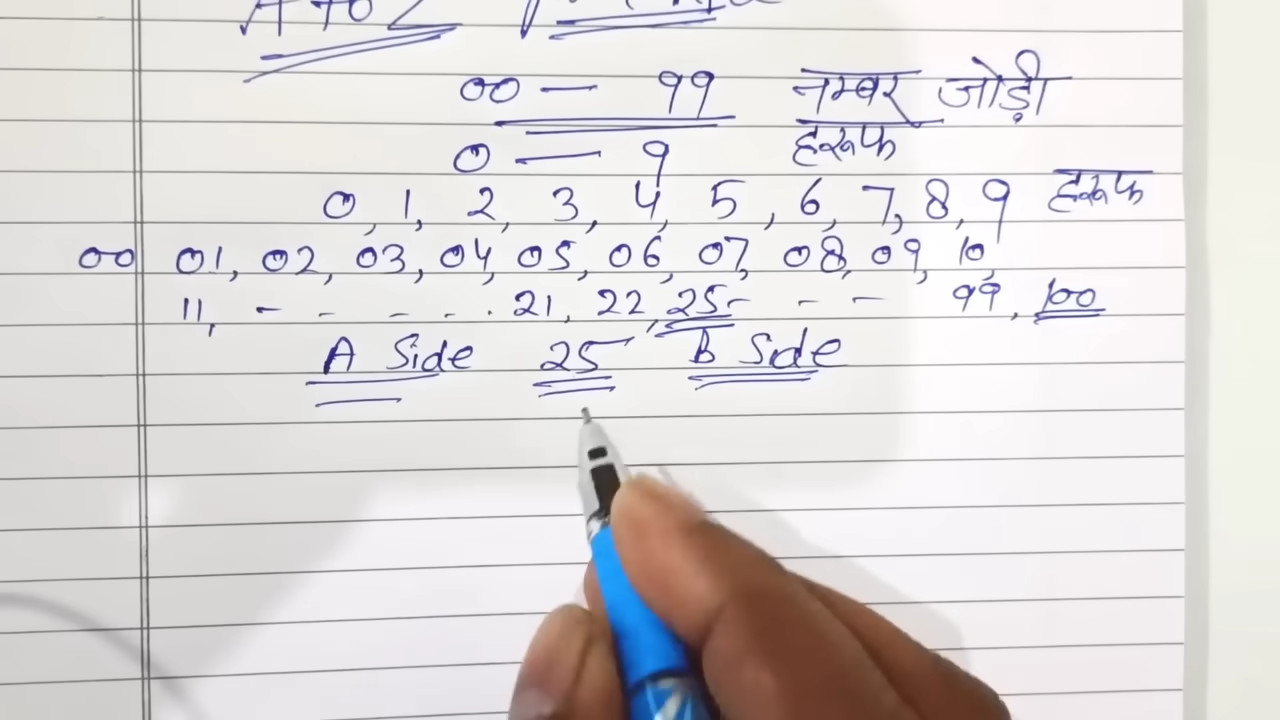 A to Z
00 — 99 नम्बर जोड़ी
0 — 9 हरूफ
0, 1, 2, 3, 4, 5, 6, 7, 8, 9 हरूफ
00 01, 02, 03, 04, 05, 06, 07, 08, 09, 10,
11, - - - . . 21, 22, 25 - - - 99, 100
A Side 25 B Side